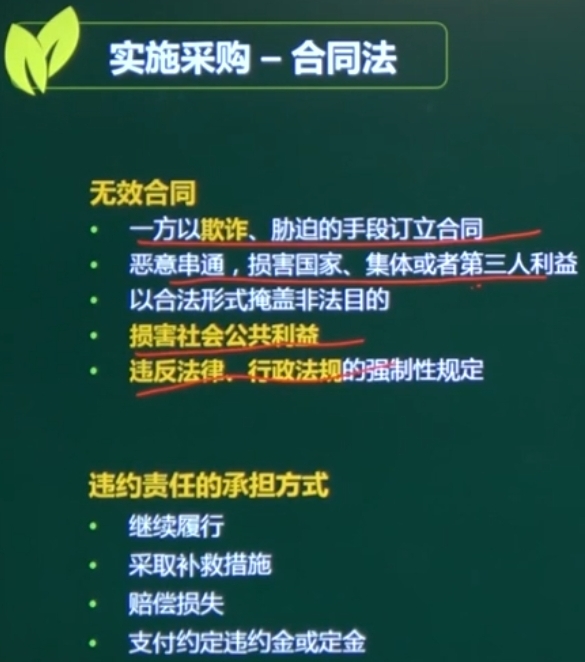 实施采购 – 合同法
无效合同
• 一方以欺诈、胁迫的手段订立合同
• 恶意串通，损害国家、集体或者第三人利益
• 以合法形式掩盖非法目的
• 损害社会公共利益
• 违反法律、行政法规的强制性规定
违约责任的承担方式
• 继续履行
• 采取补救措施
• 赔偿损失
• 支付约定违约金或定金